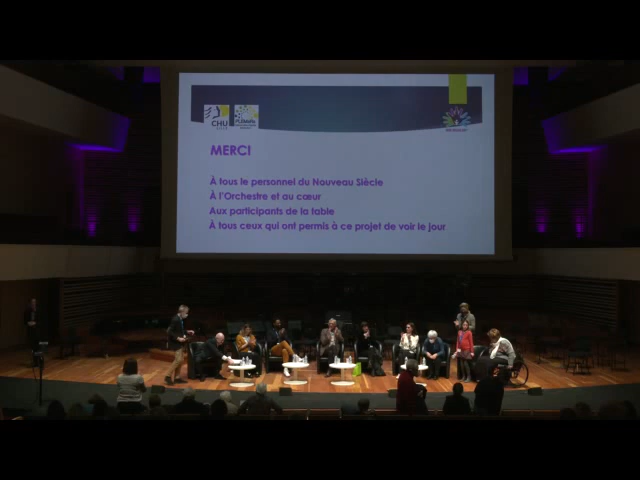 CHU
MERCI
À tous le personnel du Nouveau Siècle
À l'Orchestre et au cœur
Aux participants de la table
À tous ceux qui ont permis à ce projet de voir le jour